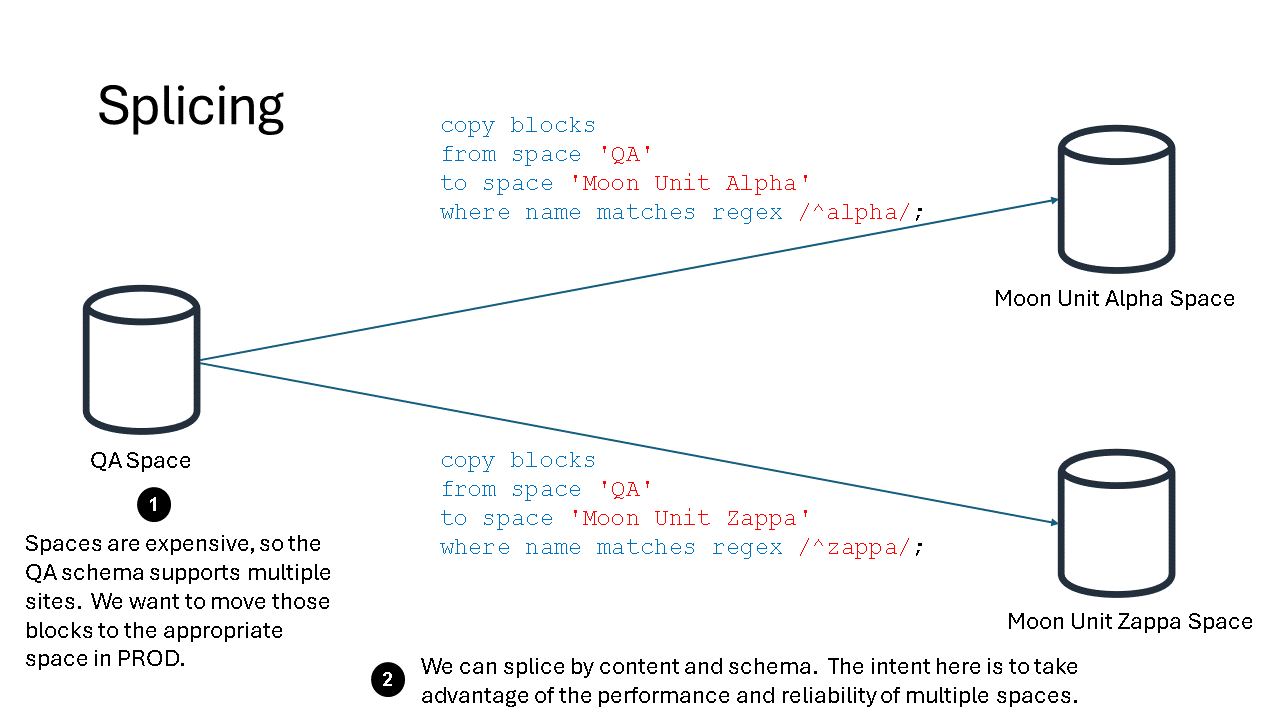 Splicing
copy blocks
from space 'QA'
to space 'Moon Unit Alpha'
where name matches regex /^alpha/;
Moon Unit Alpha Space
QA Space
1
Spaces are expensive, so the
QA schema supports multiple
sites.  We want to move those
blocks to the appropriate
space in PROD.
copy blocks
from space 'QA'
to space 'Moon Unit Zappa'
where name matches regex /^zappa/;
Moon Unit Zappa Space
2
We can splice by content and schema.  The intent here is to take
advantage of the performance and reliability of multiple spaces.